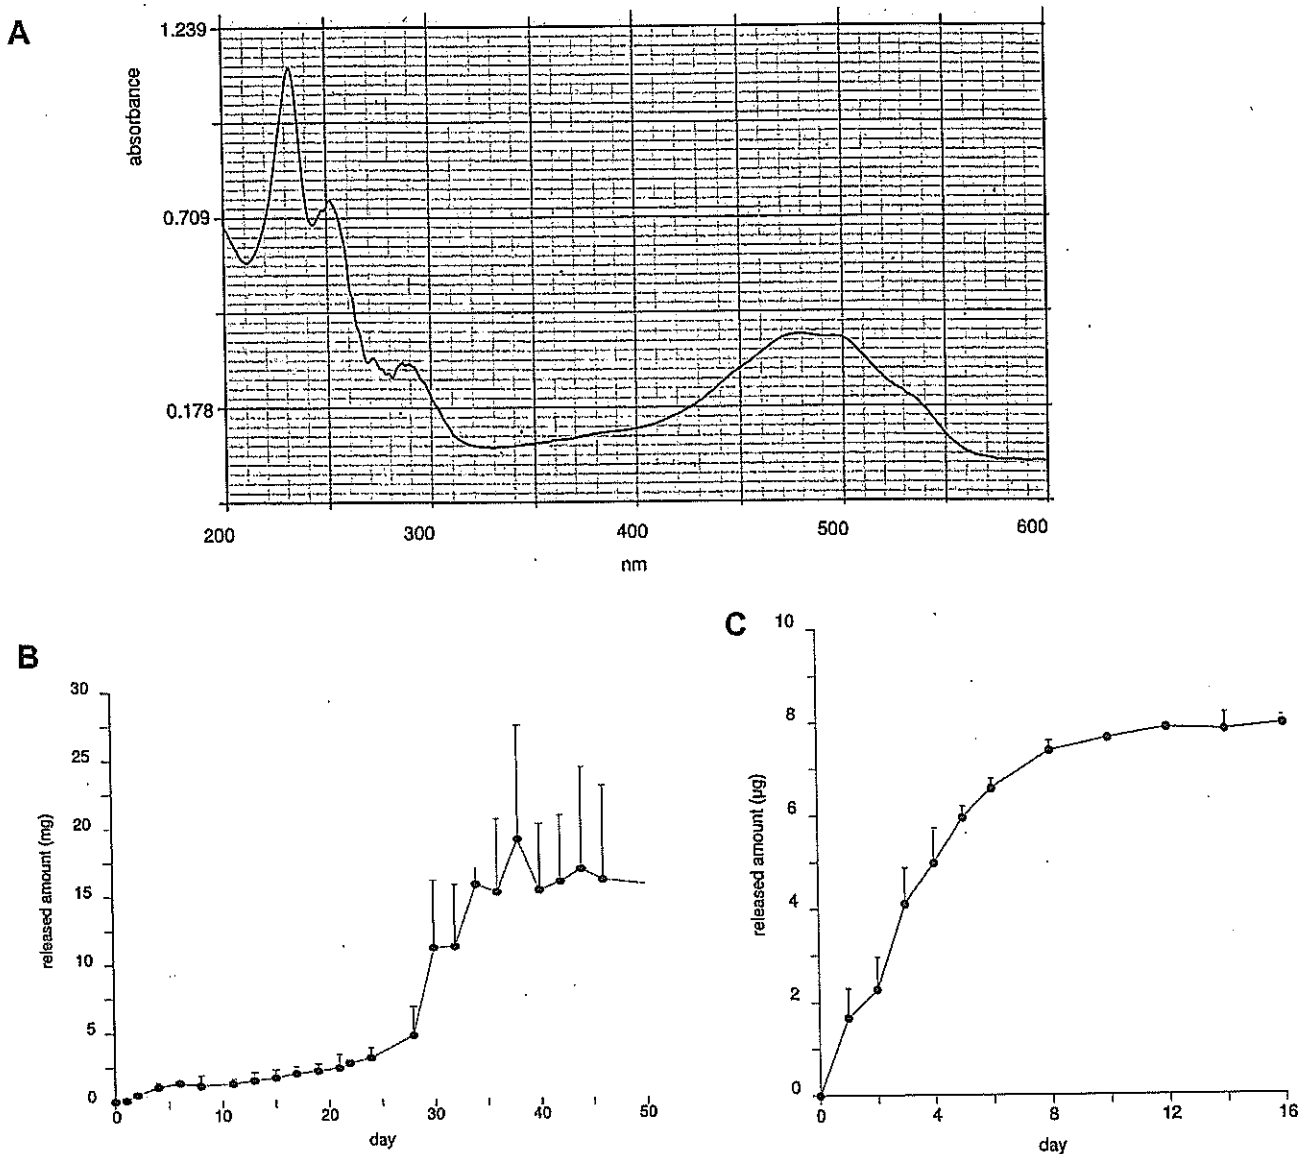 A
1.239
absorbance
0.709
0.178
200 300 400 500 600
nm
B
30
25
20
15
10
5
0
released amount (mg)
0 10 20 30 40 50
day
C
10
8
6
4
2
0
released amount (µg)
0 4 8 12 16
day